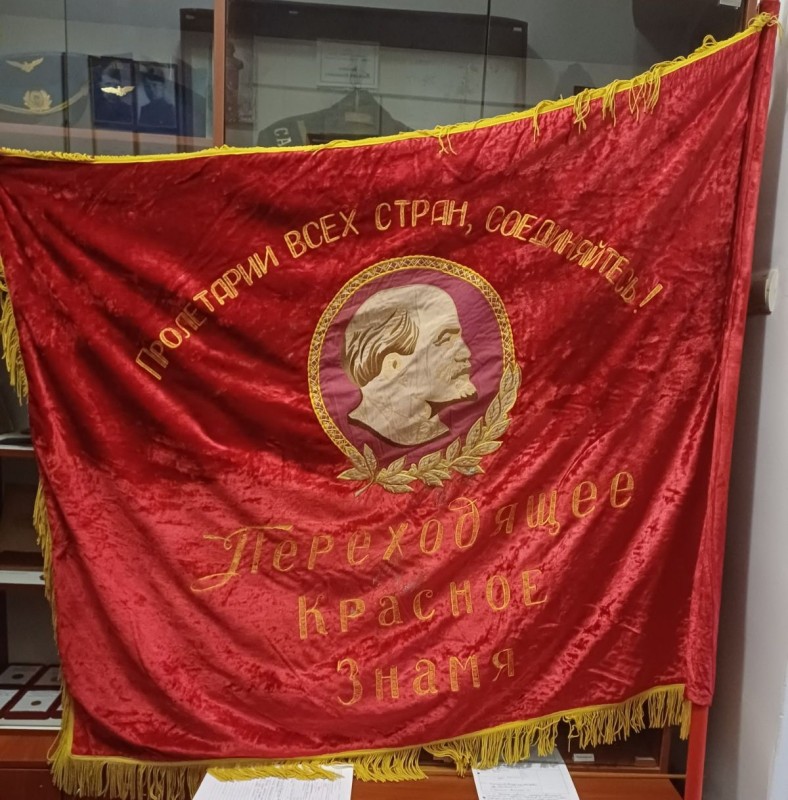 Пролетарии всех стран, соединяйтесь!
Переходящее
Красное
Знамя